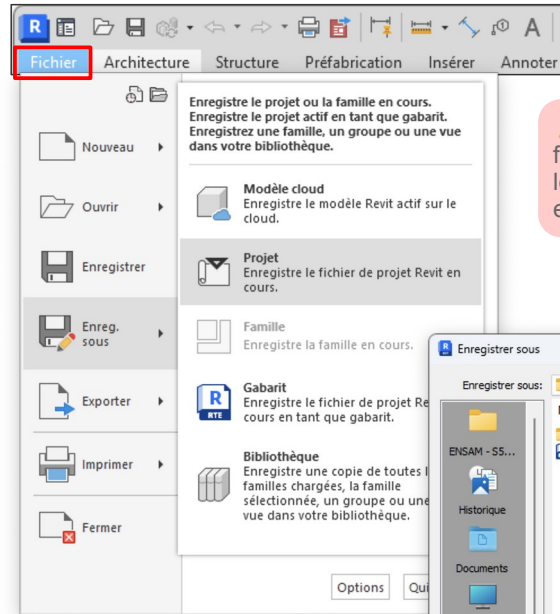 R
Fichier Architecture Structure Préfabrication Insérer Annoter
Enregistre le projet ou la famille en cours.
Enregistre le projet actif en tant que gabarit.
Enregistrez une famille, un groupe ou une vue
dans votre bibliothèque.
Nouveau
Ouvrir
Enregistrer
Enreg.
sous
Exporter
Imprimer
Fermer
Modèle cloud
Enregistre le modèle Revit actif sur le
cloud.
Projet
Enregistre le fichier de projet Revit en
cours.
Famille
Enregistre la famille en cours.
Gabarit
Enregistre le fichier de projet Re
cours en tant que gabarit.
R
RTE
Bibliothèque
Enregistre une copie de toutes l
familles chargées, la famille
sélectionnée, un groupe ou une
vue dans votre bibliothèque.
Options Qui
Enregistrer sous
Enregistrer sous:
ENSAM - S5...
Historique
Documents